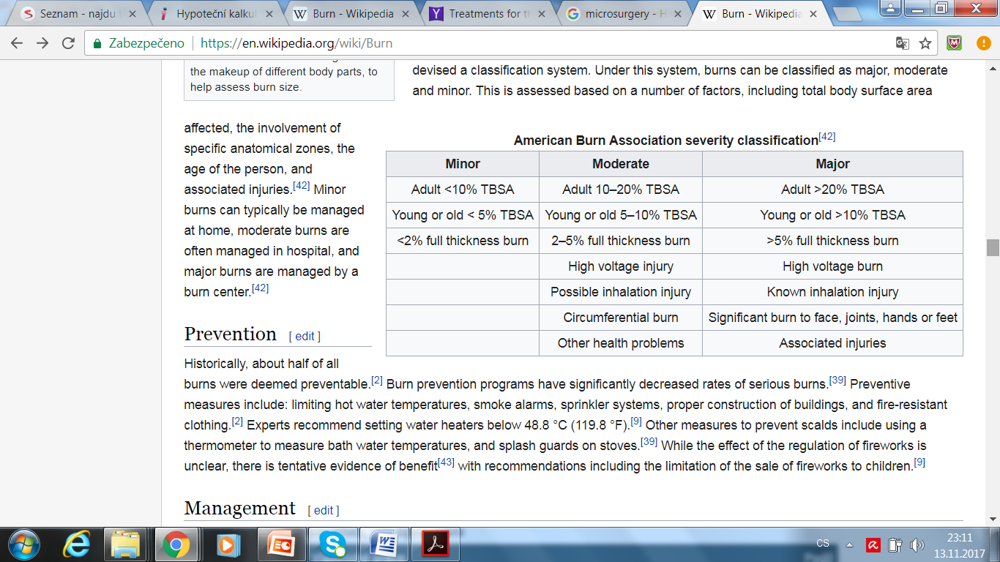 Seznam - najdu
Hypoteční kalku
Burn - Wikipedia
Treatments for th
microsurgery - H
Burn - Wikipedia
Zabezpečeno https://en.wikipedia.org/wiki/Burn
the makeup of different body parts, to
help assess burn size.
devised a classification system. Under this system, burns can be classified as major, moderate
and minor. This is assessed based on a number of factors, including total body surface area
affected, the involvement of
specific anatomical zones, the
age of the person, and
associated injuries.[42] Minor
burns can typically be managed
at home, moderate burns are
often managed in hospital, and
major burns are managed by a
burn center.[42]
American Burn Association severity classification[42]
Minor Moderate Major
Adult <10% TBSA Adult 10–20% TBSA Adult >20% TBSA
Young or old < 5% TBSA Young or old 5–10% TBSA Young or old >10% TBSA
<2% full thickness burn 2–5% full thickness burn >5% full thickness burn
High voltage injury High voltage burn
Possible inhalation injury Known inhalation injury
Circumferential burn Significant burn to face, joints, hands or feet
Other health problems Associated injuries
Prevention [ edit ]
Historically, about half of all
burns were deemed preventable.[2] Burn prevention programs have significantly decreased rates of serious burns.[39] Preventive
measures include: limiting hot water temperatures, smoke alarms, sprinkler systems, proper construction of buildings, and fire-resistant
clothing.[2] Experts recommend setting water heaters below 48.8 °C (119.8 °F).[9] Other measures to prevent scalds include using a
thermometer to measure bath water temperatures, and splash guards on stoves.[39] While the effect of the regulation of fireworks is
unclear, there is tentative evidence of benefit[43] with recommendations including the limitation of the sale of fireworks to children.[9]
Management [ edit ]
CS
23:11
13.11.2017